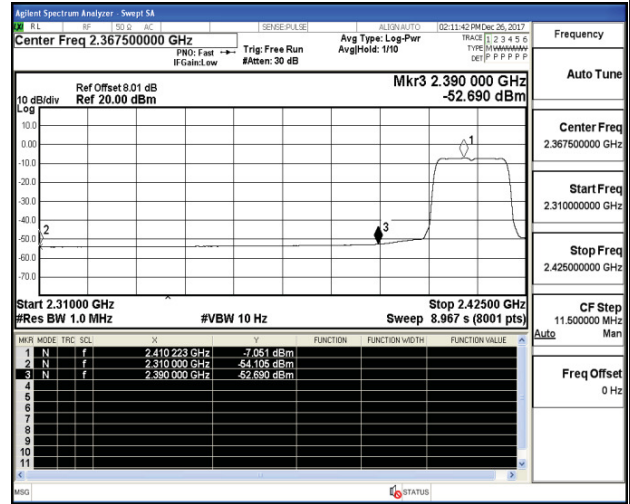 Agilent Spectrum Analyzer - Swept SA
RL RF 50 Ω AC SENSE:PULSE ALIGNAUTO 02:11:42 PM Dec 26, 2017
Center Freq 2.367500000 GHz
PNO: Fast
IFGain:Low
Trig: Free Run
#Atten: 30 dB
Avg Type: Log-Pwr
Avg|Hold: 1/10
TRACE 1 2 3 4 5 6
TYPE M WWWWW
DET P P P P P P
Ref Offset 8.01 dB
10 dB/div Ref 20.00 dBm
Log
Mkr3 2.390 000 GHz
-52.690 dBm
10.0
0.00
-10.0
-20.0
-30.0
-40.0
-50.0
-60.0
-70.0
1
2
3
Start 2.31000 GHz Stop 2.42500 GHz
#Res BW 1.0 MHz #VBW 10 Hz Sweep 8.967 s (8001 pts)
MKR MODE TRC SCL X Y FUNCTION FUNCTION WIDTH FUNCTION VALUE
1 N f 2.410 223 GHz -7.051 dBm
2 N f 2.310 000 GHz -54.105 dBm
3 N f 2.390 000 GHz -52.690 dBm
4
5
6
7
8
9
10
11
MSG STATUS
Frequency
Auto Tune
Center Freq
2.367500000 GHz
Start Freq
2.310000000 GHz
Stop Freq
2.425000000 GHz
CF Step
11.500000 MHz
Auto Man
Freq Offset
0 Hz